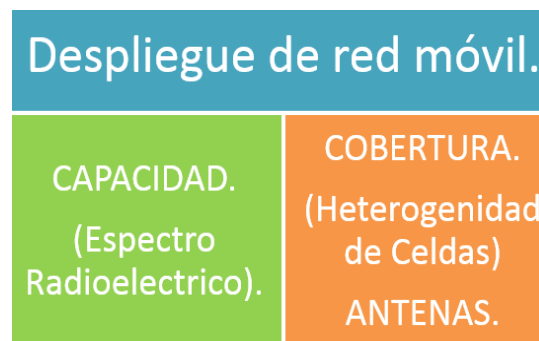 Despliegue de red móvil.
CAPACIDAD.
(Espectro
Radioelectrico).
COBERTURA.
(Heterogenidad
de Celdas)
ANTENAS.